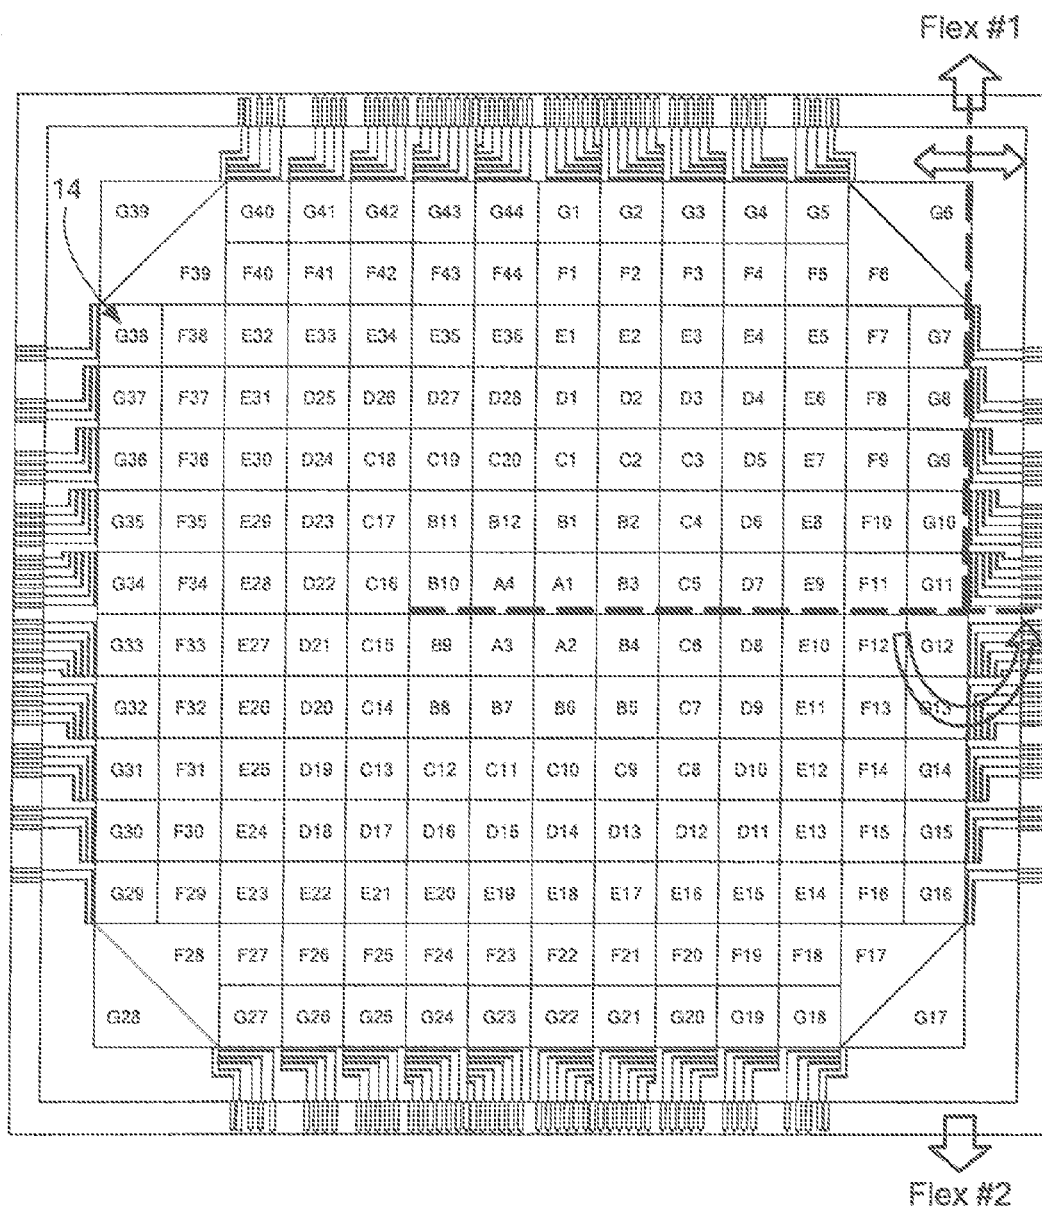 Flex #1
14
G39 G40 G41 G42 G43 G44 G1 G2 G3 G4 G5 G6
F39 F40 F41 F42 F43 F44 F1 F2 F3 F4 F5 F6
G38 F38 E32 E33 E34 E35 E36 E1 E2 E3 E4 E5 F7 G7
G37 F37 E31 D25 D26 D27 D28 D1 D2 D3 D4 E6 F8 G8
G36 F36 E30 D24 C18 C19 C20 C1 C2 C3 D5 E7 F9 G9
G35 F35 E29 D23 C17 B11 B12 B1 B2 C4 D6 E8 F10 G10
G34 F34 E28 D22 C16 B10 A4 A1 B3 C5 D7 E9 F11 G11
G33 F33 E27 D21 C15 B9 A3 A2 B4 C6 D8 E10 F12 G12
G32 F32 E26 D20 C14 B8 B7 B6 B5 C7 D9 E11 F13 G13
G31 F31 E25 D19 C13 C12 C11 C10 C9 C8 D10 E12 F14 G14
G30 F30 E24 D18 D17 D16 D15 D14 D13 D12 D11 E13 F15 G15
G29 F29 E23 E22 E21 E20 E19 E18 E17 E16 E15 E14 F16 G16
F28 F27 F26 F25 F24 F23 F22 F21 F20 F19 F18 F17
G28 G27 G26 G25 G24 G23 G22 G21 G20 G19 G18 G17
Flex #2